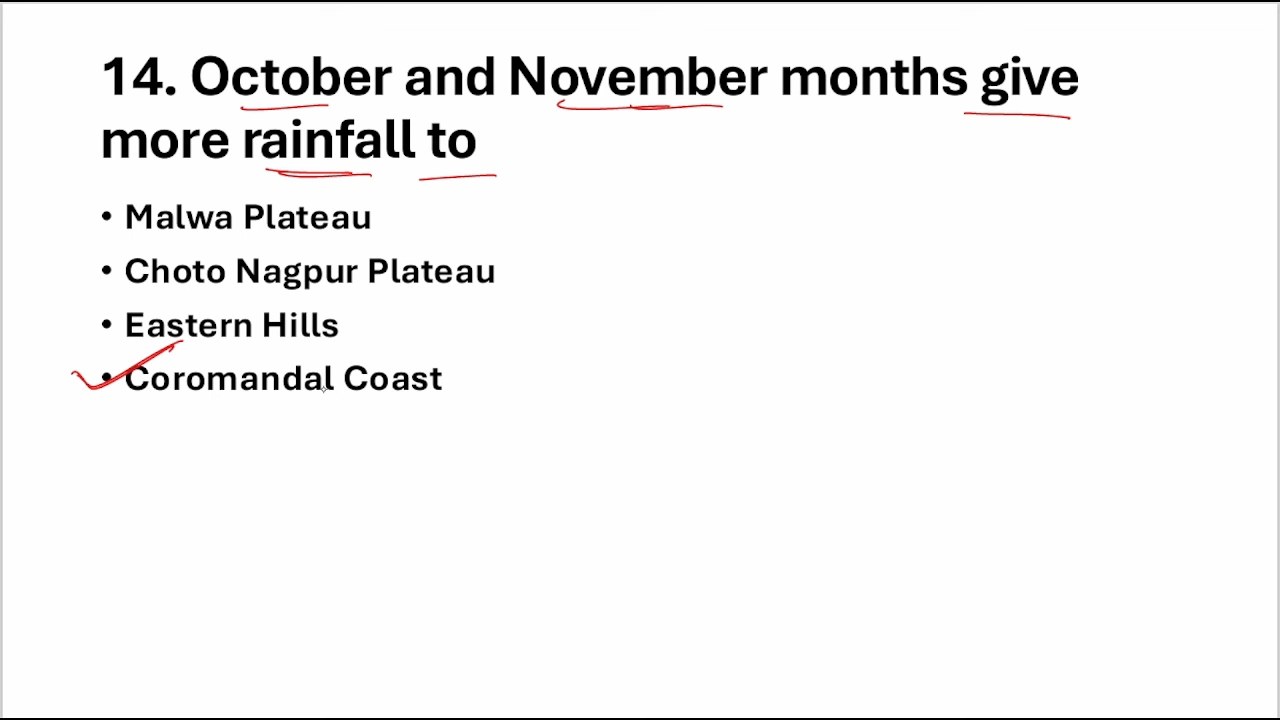 14. October and November months give
more rainfall to
• Malwa Plateau
• Choto Nagpur Plateau
• Eastern Hills
• Coromandal Coast